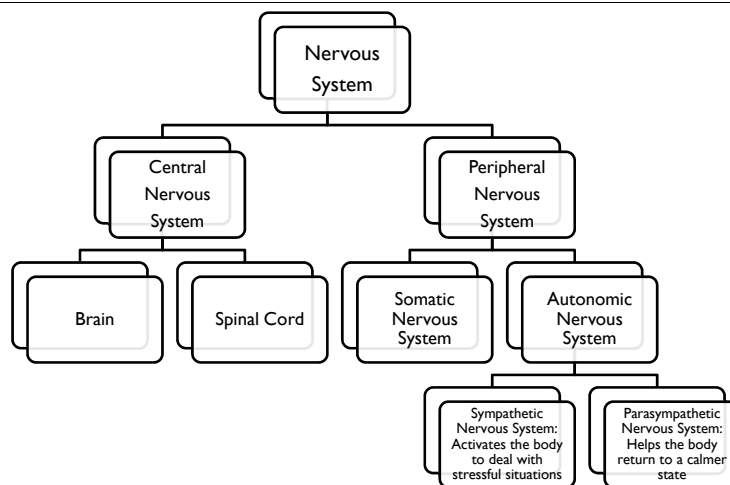 Nervous
System
Central
Nervous
System
Peripheral
Nervous
System
Brain
Spinal Cord
Somatic
Nervous
System
Autonomic
Nervous
System
Sympathetic
Nervous System:
Activates the body
to deal with
stressful situations
Parasympathetic
Nervous System:
Helps the body
return to a calmer
state